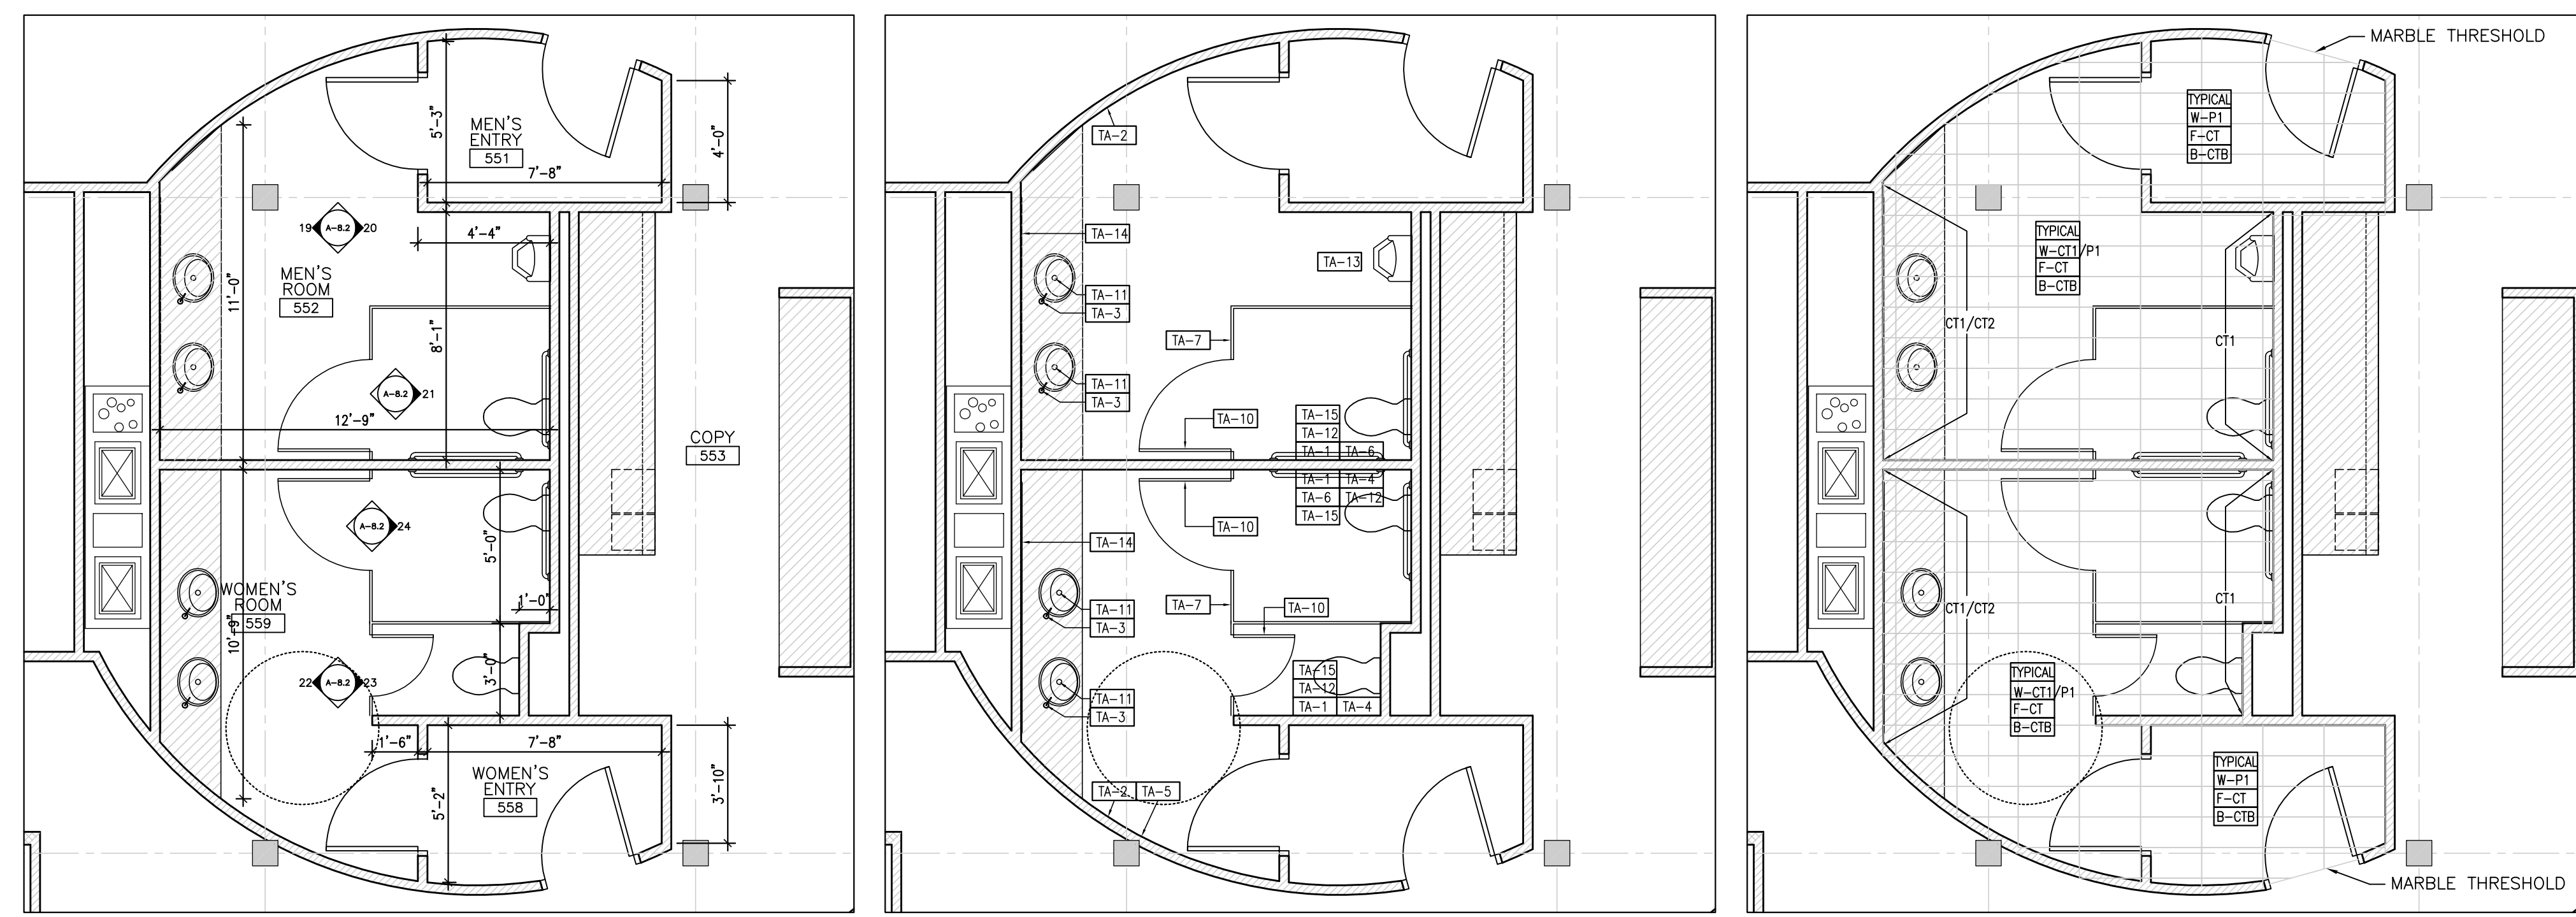 MEN'S
ENTRY
551
5'-3"
4'-0"
7'-8"
19 A-8.2 20
4'-4"
MEN'S
ROOM
552
11'-0"
8'-1"
A-8.2 21
12'-9"
COPY
553
A-8.2 24
5'-0"
1'-0"
WOMEN'S
ROOM
559
10'-9"
3'-0"
22 A-8.2 23
1'-6"
7'-8"
WOMEN'S
ENTRY
558
5'-2"
3'-10"
TA-2
TA-14
TA-13
TA-11
TA-3
TA-7
TA-11
TA-3
TA-10
TA-15
TA-12
TA-1 TA-6
TA-1 TA-4
TA-6 TA-12
TA-15
TA-10
TA-14
TA-11
TA-3
TA-7
TA-10
TA-15
TA-12
TA-1 TA-4
TA-11
TA-3
TA-2 TA-5
MARBLE THRESHOLD
TYPICAL
W-P1
F-CT
B-CTB
TYPICAL
W-CT1/P1
F-CT
B-CTB
CT1/CT2
CT1
CT1/CT2
CT1
TYPICAL
W-CT1/P1
F-CT
B-CTB
TYPICAL
W-P1
F-CT
B-CTB
MARBLE THRESHOLD